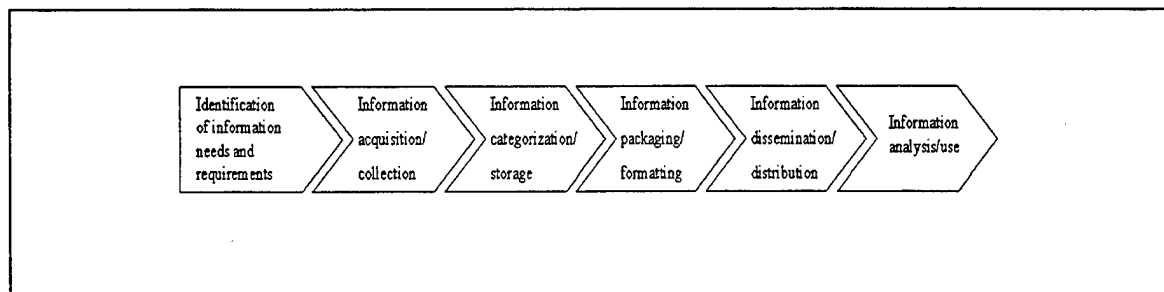 Identification
of information
needs and
requirements
Information
acquisition/
collection
Information
categorization/
storage
Information
packaging/
formatting
Information
dissemination/
distribution
Information
analysis/use